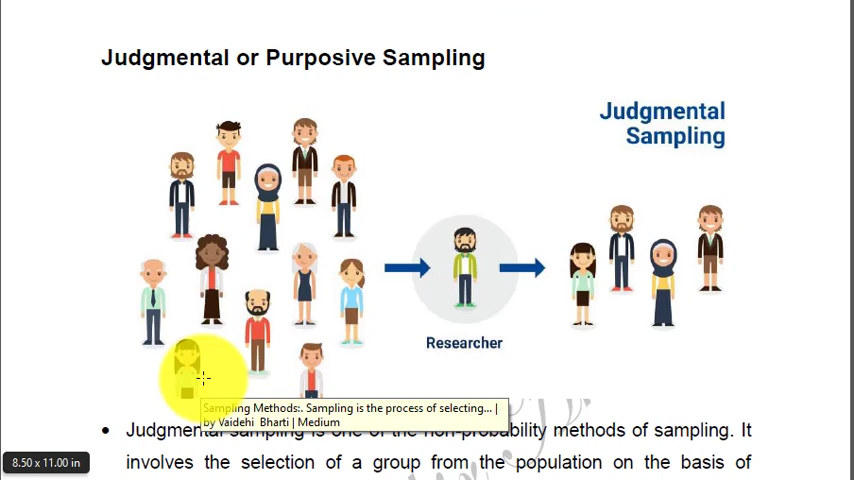 Judgmental or Purposive Sampling
Judgmental
Sampling
Researcher
Sampling Methods:. Sampling is the process of selecting... |
by Vaidehi Bharti | Medium
Judgmental sampling is one of the non-probability methods of sampling. It
involves the selection of a group from the population on the basis of
8.50 x 11.00 in